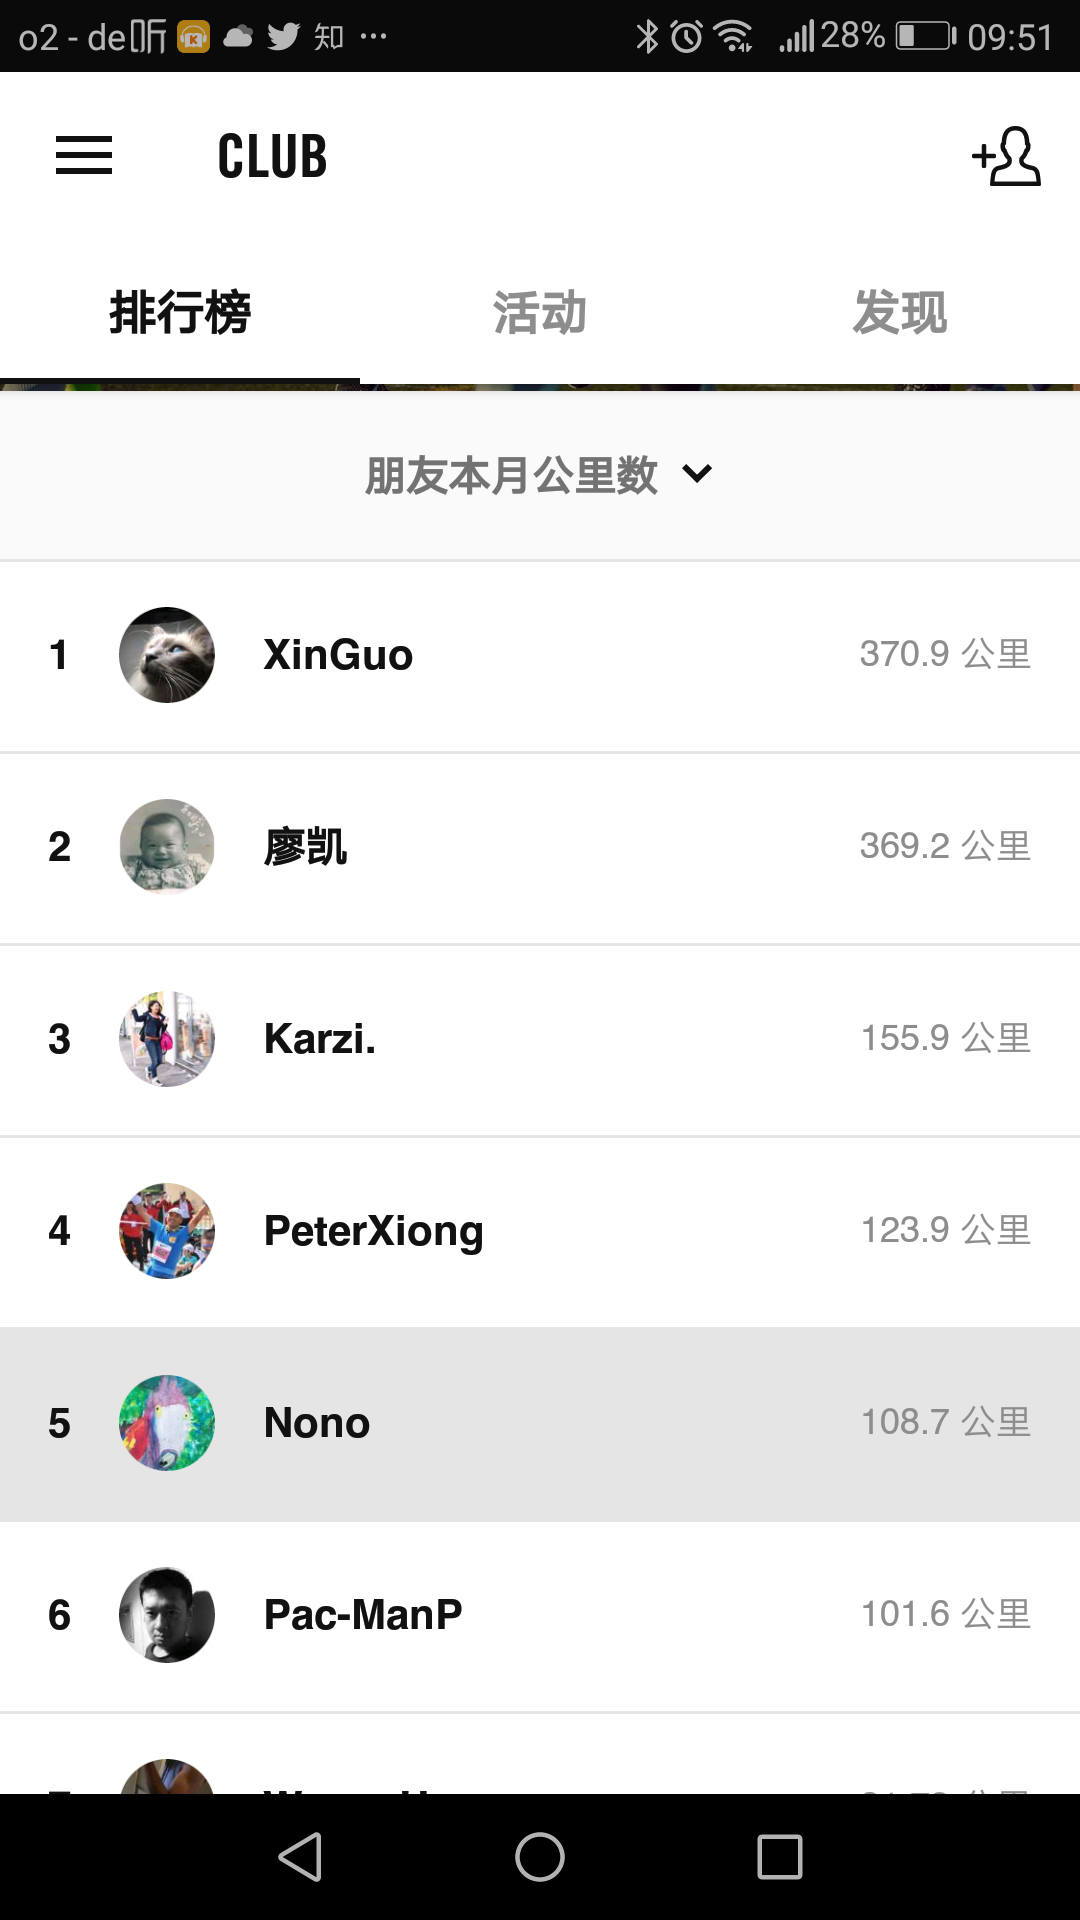 o2 - de 听 K 知 ... 28% 09:51
CLUB
排行榜 活动 发现
朋友本月公里数
1 XinGuo 370.9 公里
2 廖凯 369.2 公里
3 Karzi. 155.9 公里
4 PeterXiong 123.9 公里
5 Nono 108.7 公里
6 Pac-ManP 101.6 公里